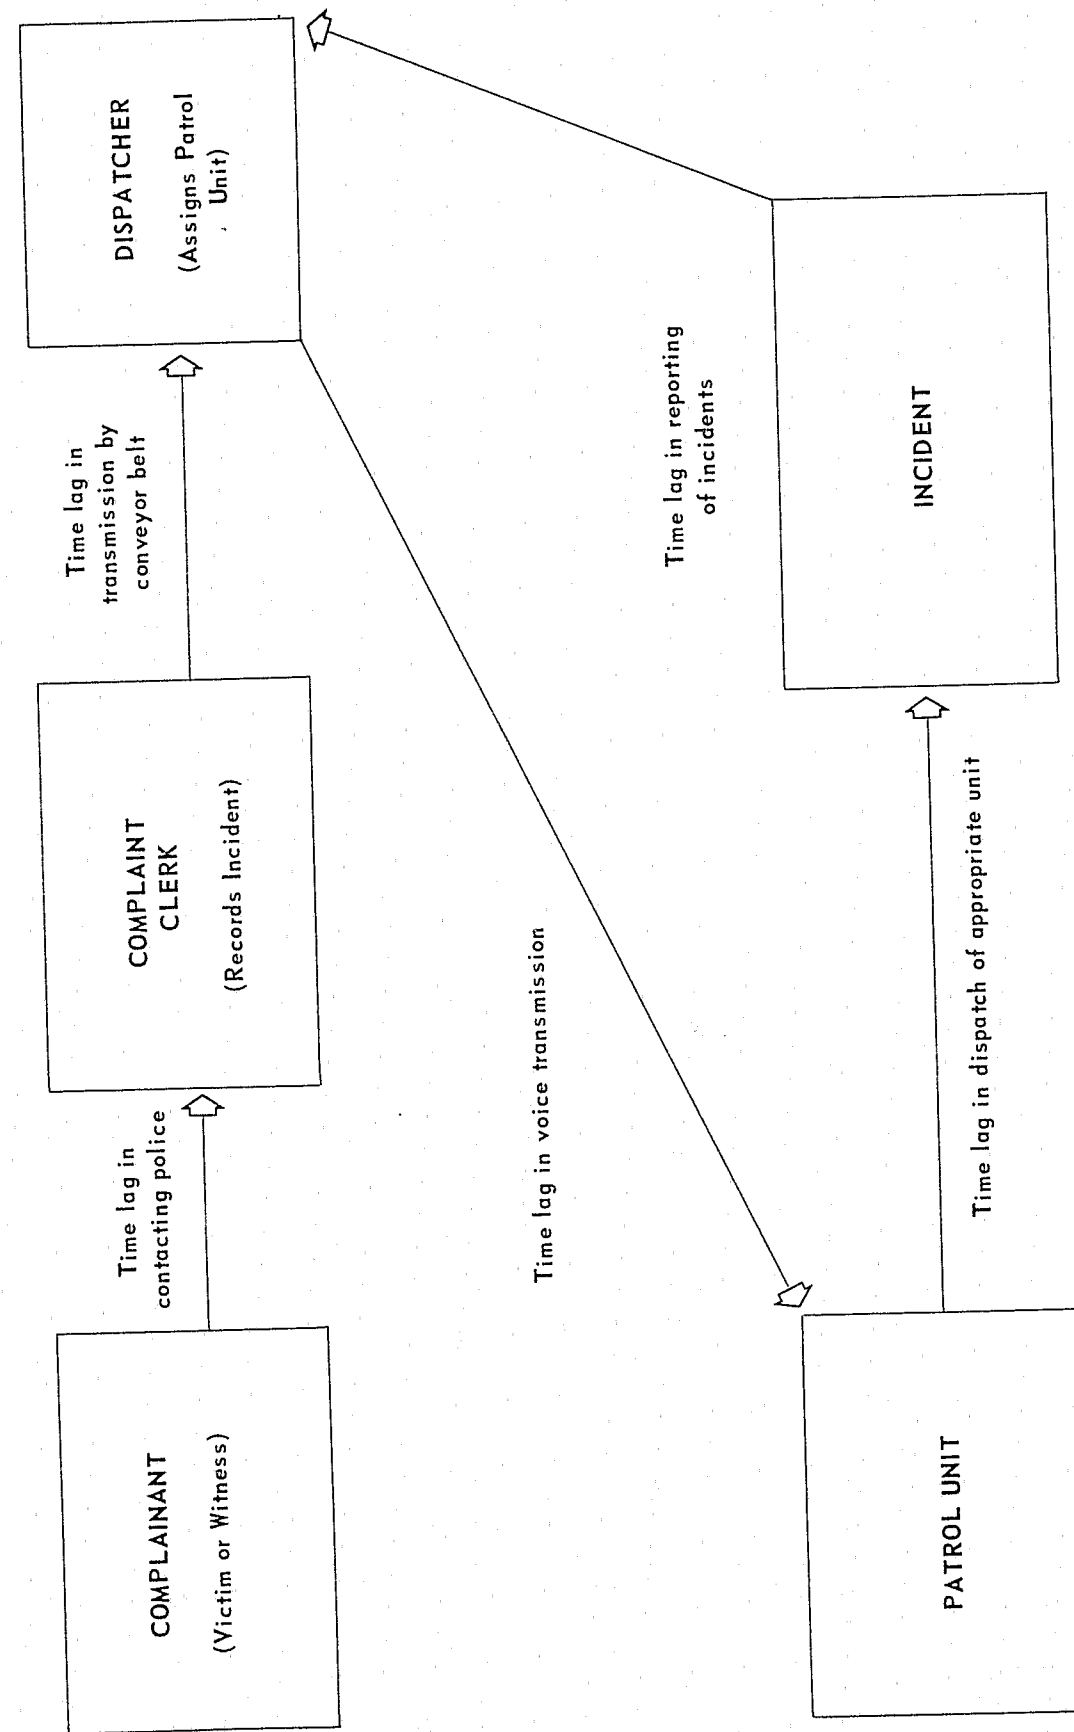 COMPLAINANT
(Victim or Witness)
Time lag in
contacting police
COMPLAINT
CLERK
(Records Incident)
Time lag in
transmission by
conveyor belt
DISPATCHER
(Assigns Patrol
Unit)
Time lag in voice transmission
Time lag in reporting
of incidents
PATROL UNIT
Time lag in dispatch of appropriate unit
INCIDENT